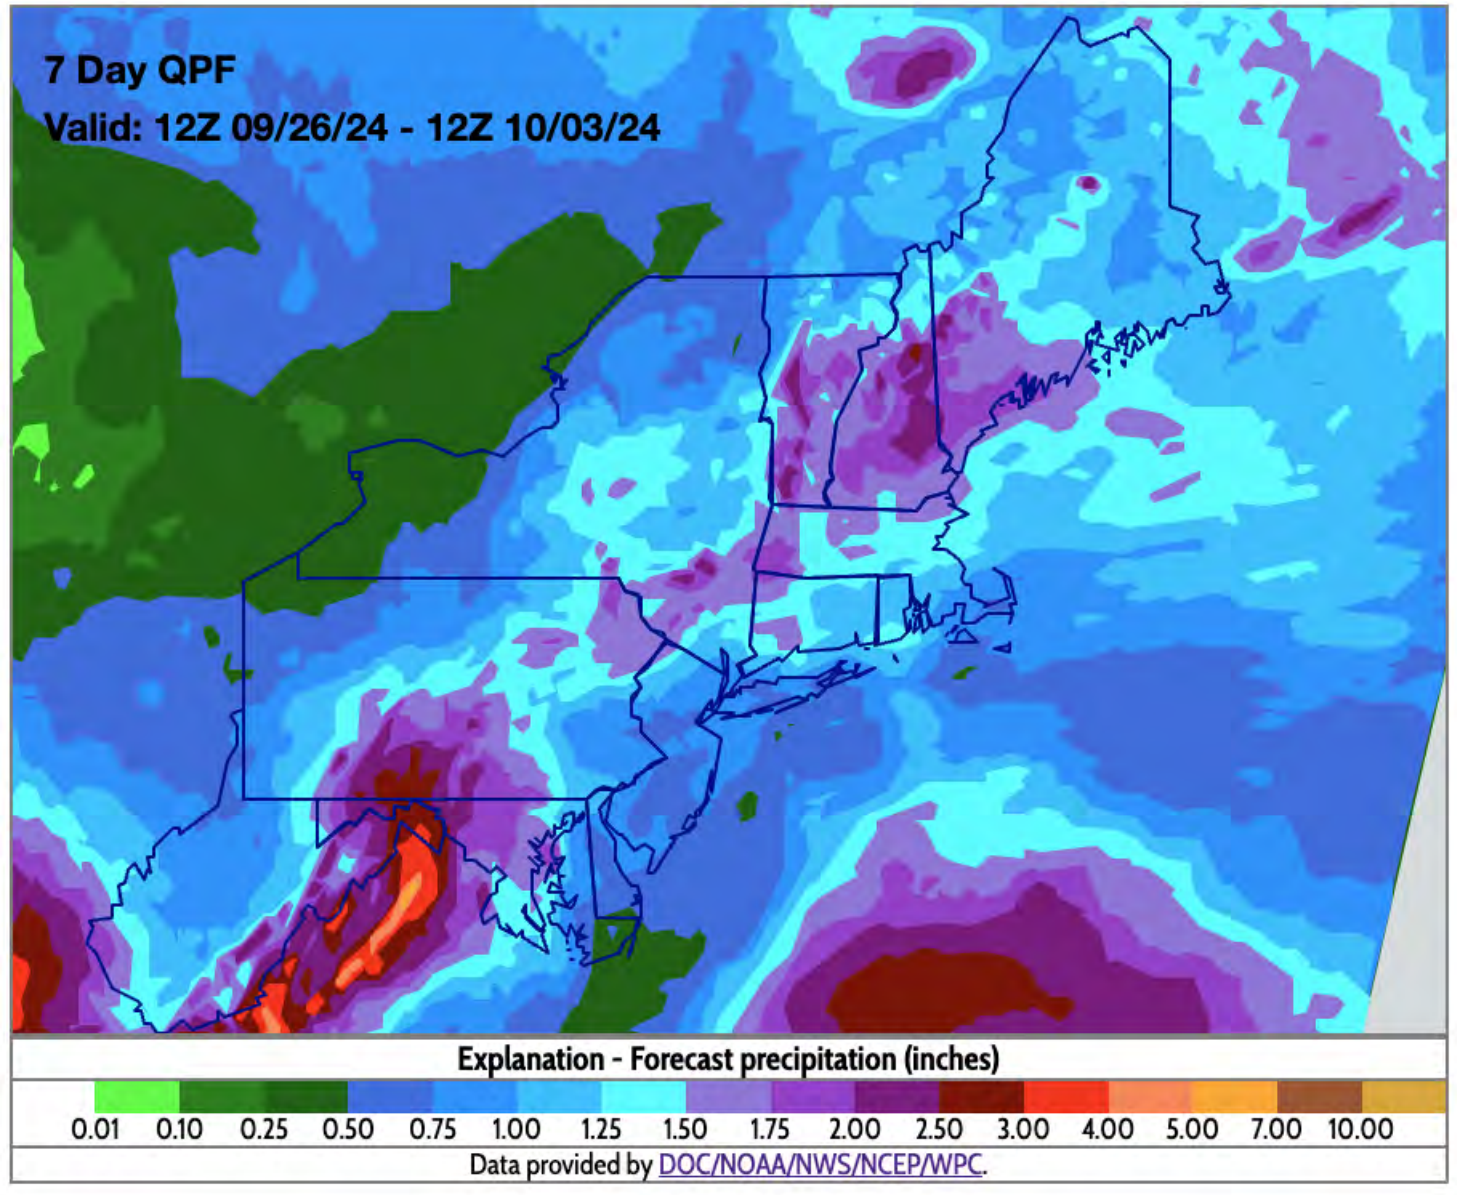 7 Day QPF
Valid: 12Z 09/26/24 - 12Z 10/03/24
Explanation - Forecast precipitation (inches)
0.01 0.10 0.25 0.50 0.75 1.00 1.25 1.50 1.75 2.00 2.50 3.00 4.00 5.00 7.00 10.00
Data provided by DOC/NOAA/NWS/NCEP/WPC.